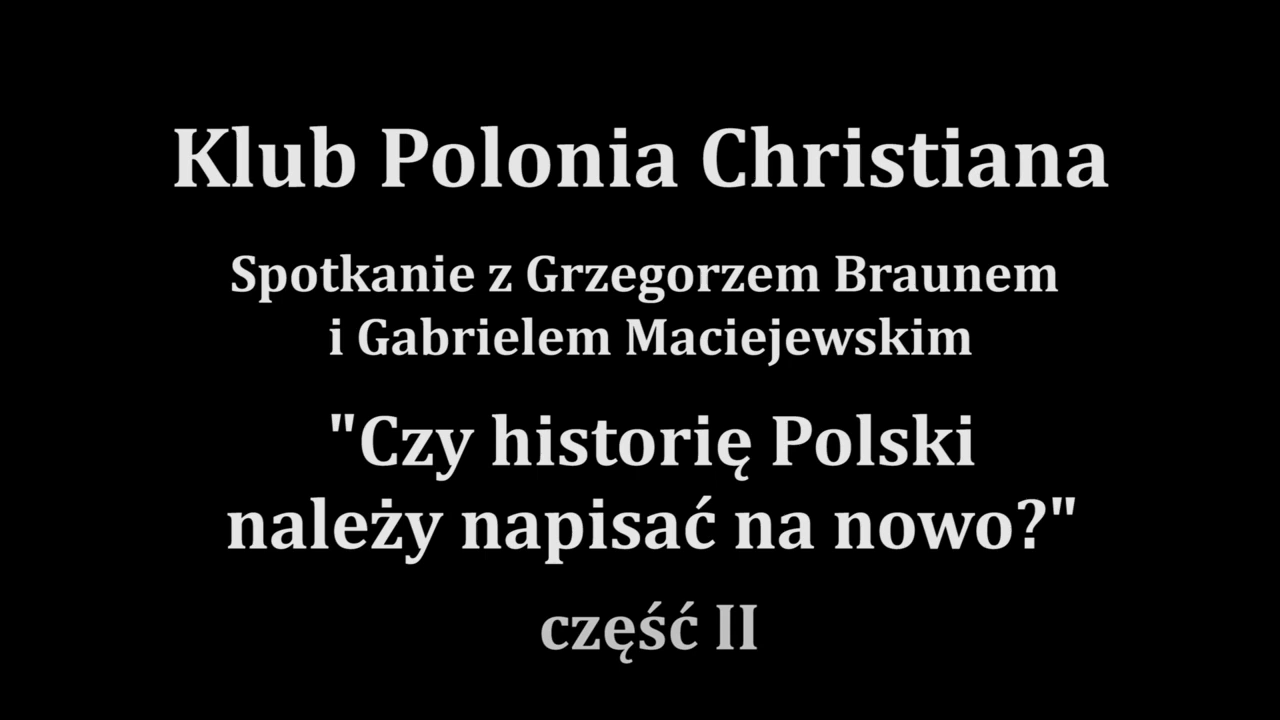 Klub Polonia Christiana
Spotkanie z Grzegorzem Braunem
i Gabrielem Maciejewskim
"Czy historię Polski
należy napisać na nowo?"
część II